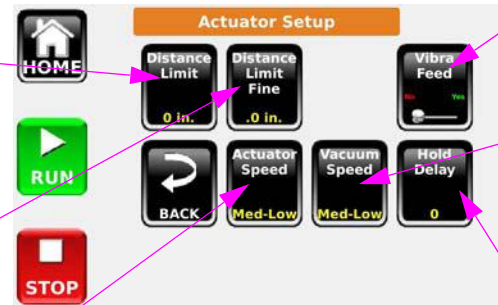 Actuator Setup
HOME
Distance
Limit
0 in.
Distance
Limit
Fine
.0 in.
Vibra
Feed
No Yes
RUN
BACK
Actuator
Speed
Med-Low
Vacuum
Speed
Med-Low
Hold
Delay
0
STOP